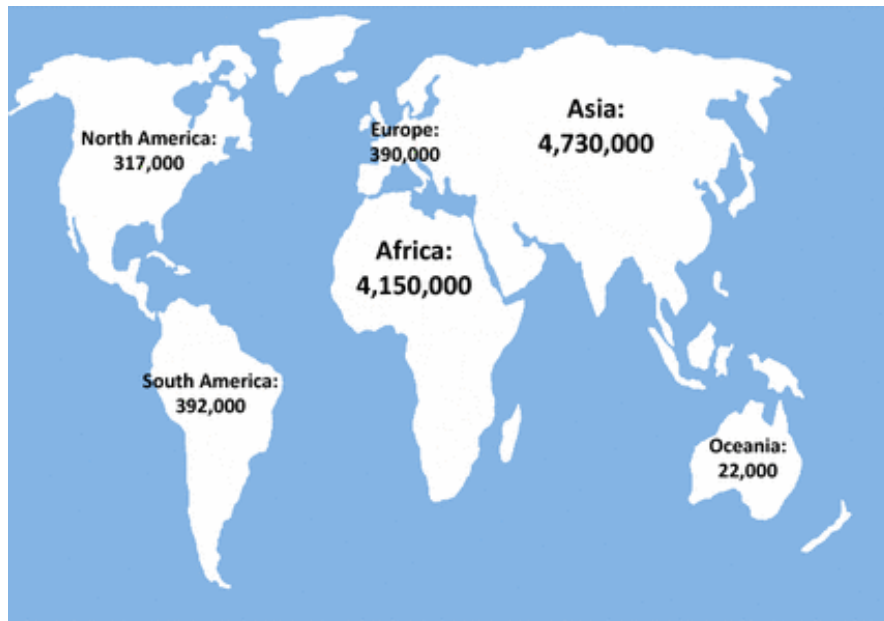 North America:
317,000
Europe:
390,000
Asia:
4,730,000
Africa:
4,150,000
South America:
392,000
Oceania:
22,000